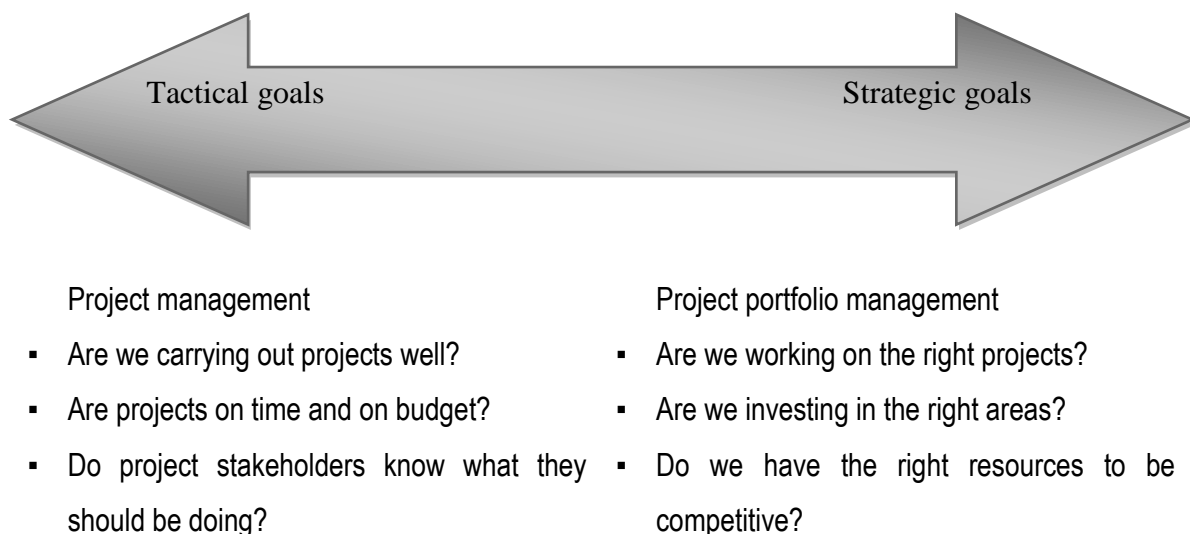 Tactical goals
Strategic goals
Project management
▪ Are we carrying out projects well?
▪ Are projects on time and on budget?
▪ Do project stakeholders know what they
should be doing?
Project portfolio management
▪ Are we working on the right projects?
▪ Are we investing in the right areas?
▪ Do we have the right resources to be
competitive?